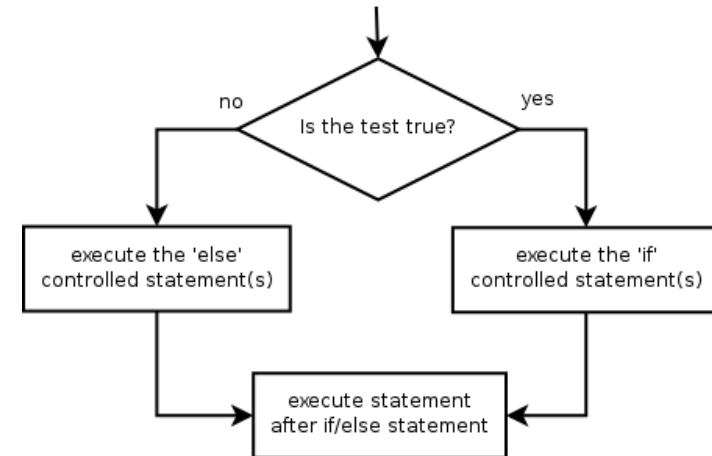 no
yes
Is the test true?
execute the 'else'
controlled statement(s)
execute the 'if'
controlled statement(s)
execute statement
after if/else statement